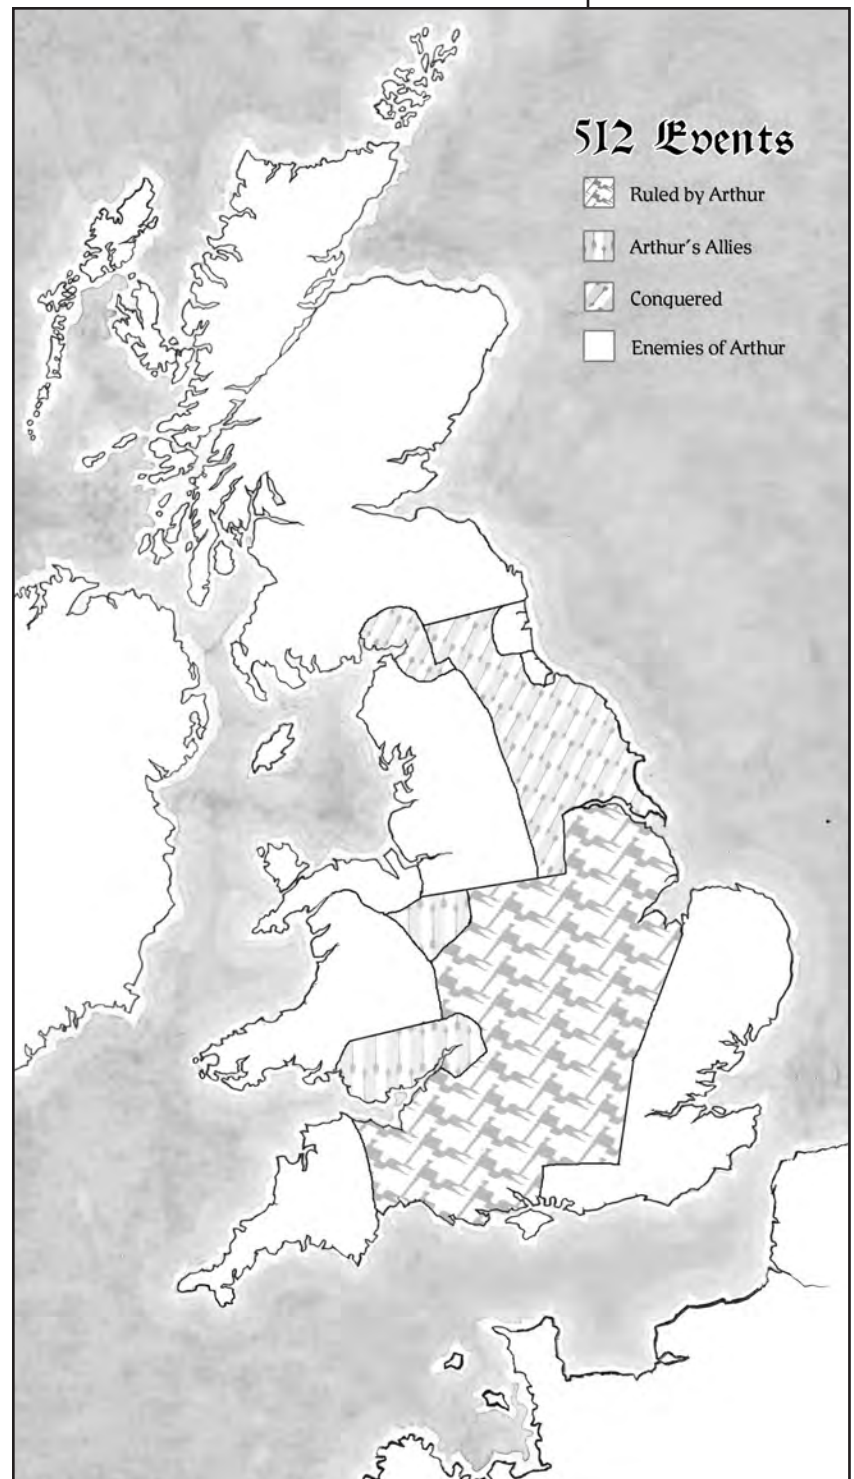 512 Events
Ruled by Arthur
Arthur's Allies
Conquered
Enemies of Arthur